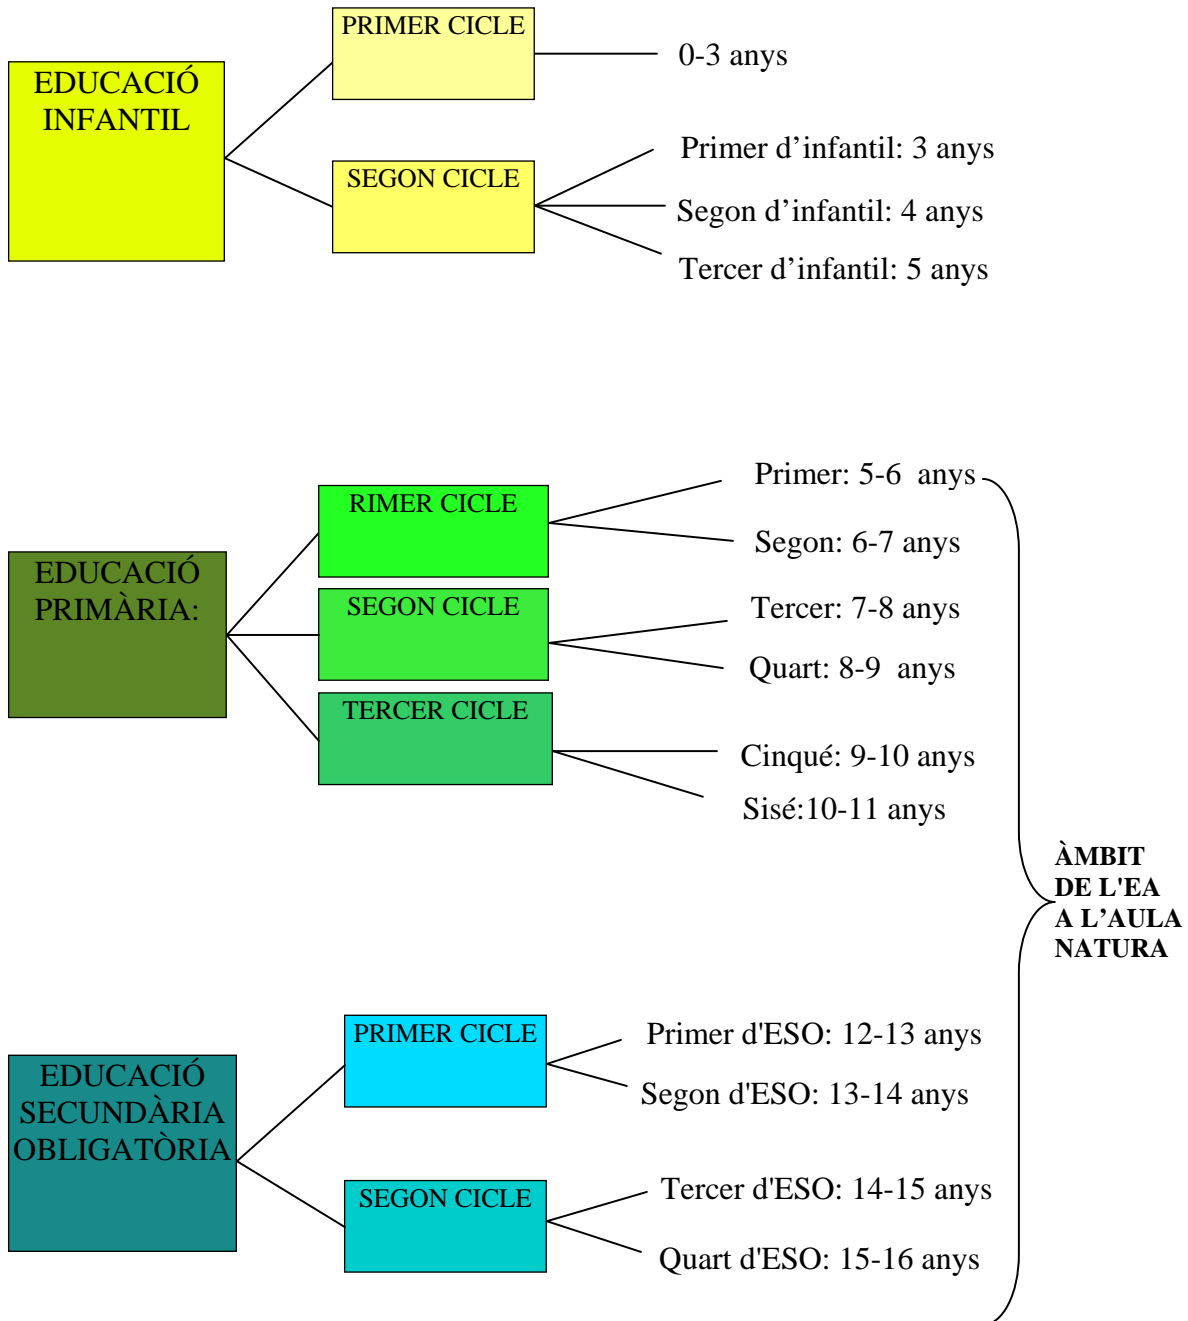 EDUCACIÓ
INFANTIL
PRIMER CICLE
0-3 anys
SEGON CICLE
Primer d’infantil: 3 anys
Segon d’infantil: 4 anys
Tercer d’infantil: 5 anys
EDUCACIÓ
PRIMÀRIA:
RIMER CICLE
Primer: 5-6  anys
Segon: 6-7 anys
SEGON CICLE
Tercer: 7-8 anys
Quart: 8-9  anys
TERCER CICLE
Cinqué: 9-10 anys
Sisé:10-11 anys
ÀMBIT
DE L'EA
A L’AULA
NATURA
EDUCACIÓ
SECUNDÀRIA
OBLIGATÒRIA
PRIMER CICLE
Primer d'ESO: 12-13 anys
Segon d'ESO: 13-14 anys
SEGON CICLE
Tercer d'ESO: 14-15 anys
Quart d'ESO: 15-16 anys